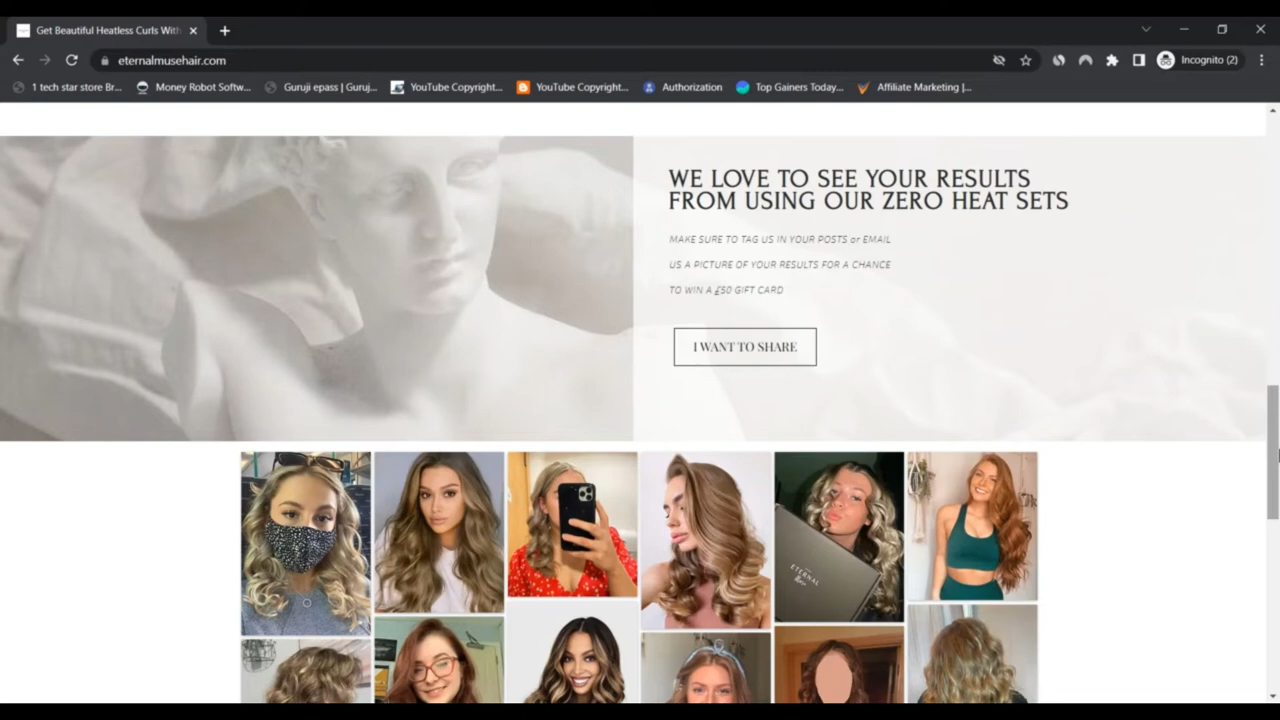 Get Beautiful Heatless Curls With
eternalmusehair.com
Incognito (2)
1 tech star store Br...
Money Robot Softw...
Guruji epass | Guruj...
YouTube Copyright...
YouTube Copyright...
Authorization
Top Gainers Today...
Affiliate Marketing |...
WE LOVE TO SEE YOUR RESULTS
FROM USING OUR ZERO HEAT SETS
MAKE SURE TO TAG US IN YOUR POSTS or EMAIL
US A PICTURE OF YOUR RESULTS FOR A CHANCE
TO WIN A £50 GIFT CARD
I WANT TO SHARE
ETERNAL